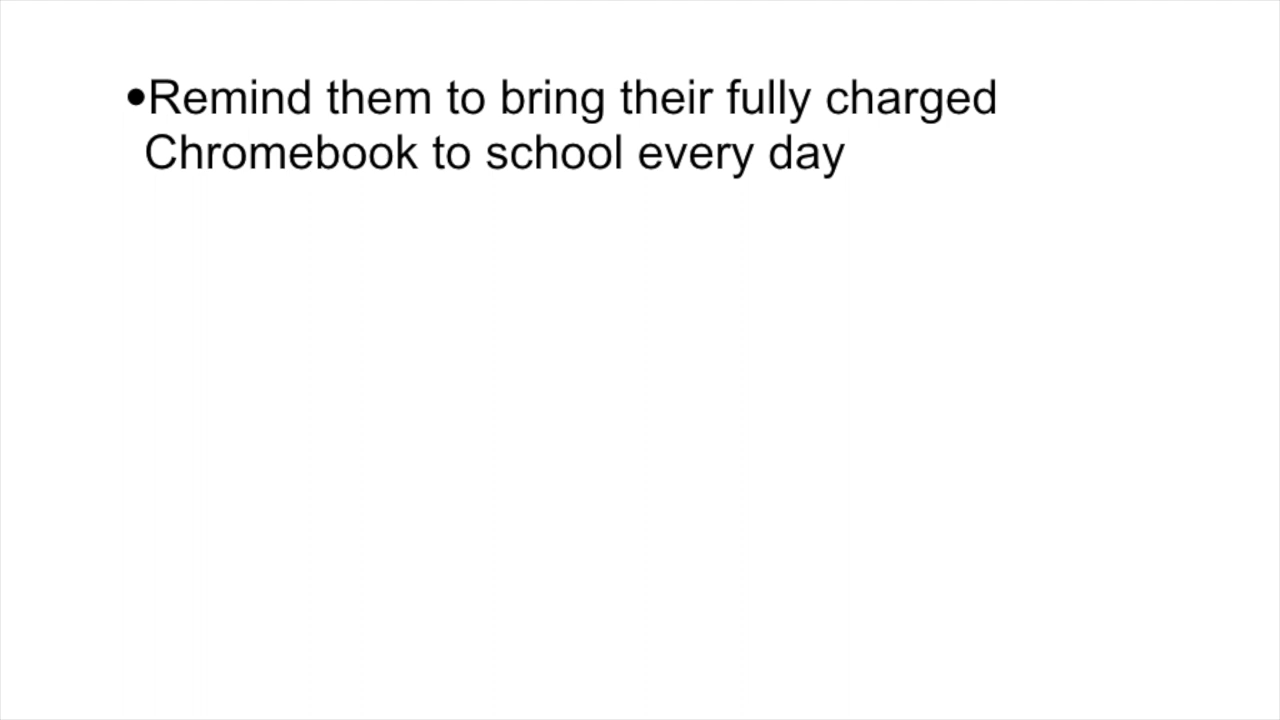 •Remind them to bring their fully charged
Chromebook to school every day